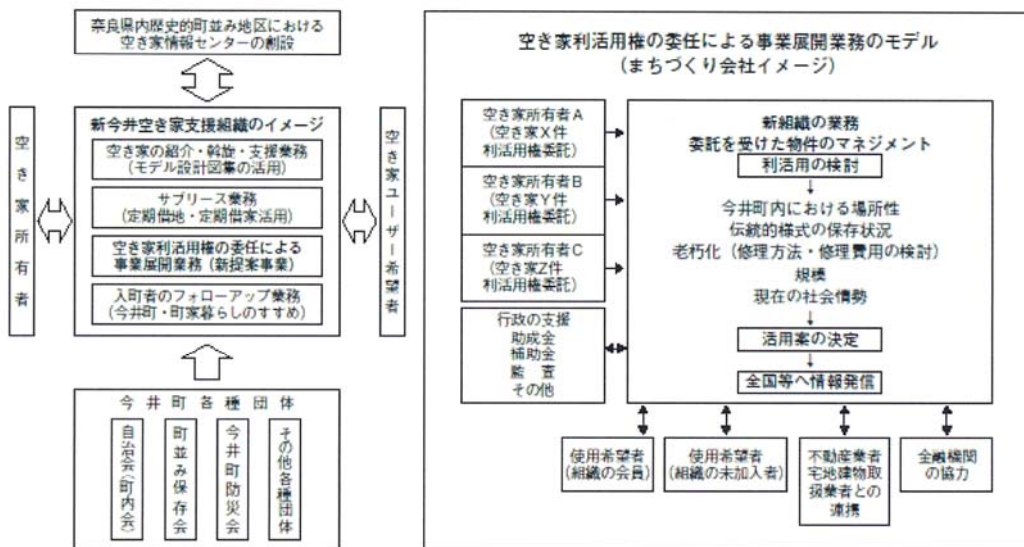 奈良県内歴史的町並み地区における
空き家情報センターの創設
空き家所有者
新今井空き家支援組織のイメージ
空き家の紹介・斡旋・支援業務
(モデル設計図集の活用)
サブリース業務
(定期借地・定期借家活用)
空き家利活用権の委任による
事業展開業務(新提案事業)
入町者のフォローアップ業務
(今井町・町家暮らしのすすめ)
空き家ユーザー希望者
今井町各種団体
自治会(町内会)
町並み保存会
今井町防災会
その他各種団体
空き家利活用権の委任による事業展開業務のモデル
(まちづくり会社イメージ)
空き家所有者A
(空き家X件
利活用権委託)
空き家所有者B
(空き家Y件
利活用権委託)
空き家所有者C
(空き家Z件
利活用権委託)
行政の支援
助成金
補助金
監査
その他
新組織の業務
委託を受けた物件のマネジメント
利活用の検討
今井町内における場所性
伝統的様式の保存状況
老朽化(修理方法・修理費用の検討)
規模
現在の社会情勢
活用案の決定
全国等へ情報発信
使用希望者
(組織の会員)
使用希望者
(組織の未加入者)
不動産業者
宅地建物取
扱業者との
連携
金融機関
の協力